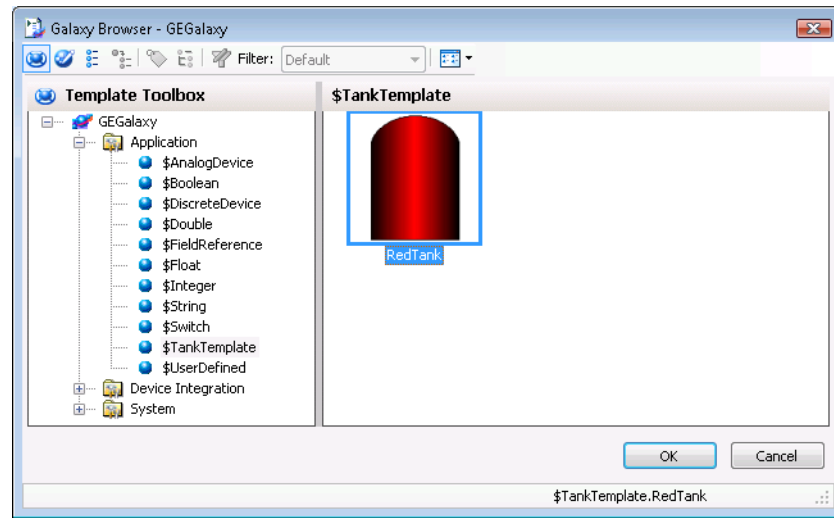 Galaxy Browser - GEGalaxy
Filter: Default
Template Toolbox
$TankTemplate
GEGalaxy
Application
$AnalogDevice
$Boolean
$DiscreteDevice
$Double
$FieldReference
$Float
$Integer
$String
$Switch
$TankTemplate
$UserDefined
Device Integration
System
RedTank
OK
Cancel
$TankTemplate.RedTank